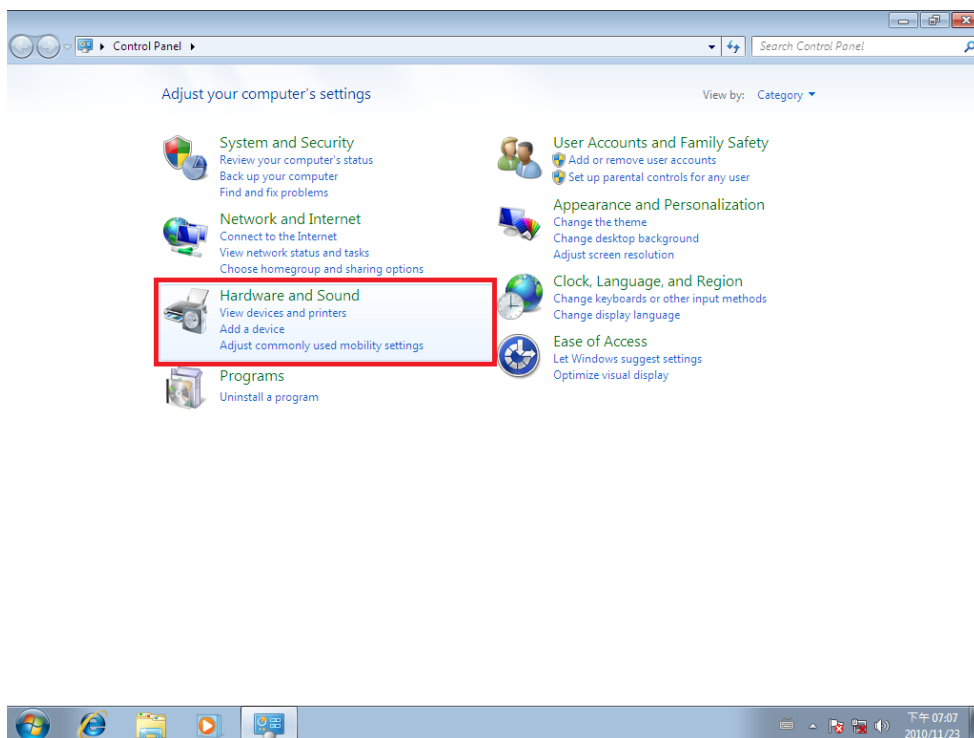 Control Panel
Search Control Panel
Adjust your computer's settings
View by: Category
System and Security
Review your computer's status
Back up your computer
Find and fix problems
Network and Internet
Connect to the Internet
View network status and tasks
Choose homegroup and sharing options
Hardware and Sound
View devices and printers
Add a device
Adjust commonly used mobility settings
Programs
Uninstall a program
User Accounts and Family Safety
Add or remove user accounts
Set up parental controls for any user
Appearance and Personalization
Change the theme
Change desktop background
Adjust screen resolution
Clock, Language, and Region
Change keyboards or other input methods
Change display language
Ease of Access
Let Windows suggest settings
Optimize visual display
下午 07:07
2010/11/23